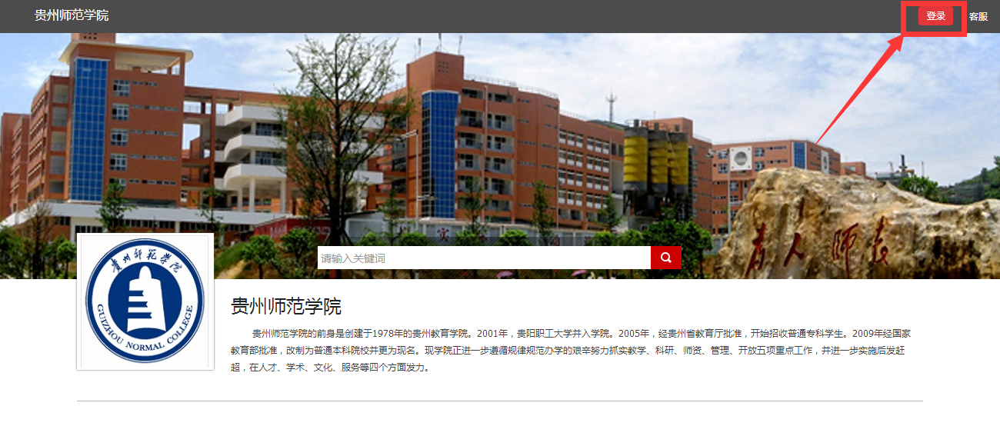 贵州师范学院
登录
客服
请输入关键词
贵州师范学院
GUIZHOU NORMAL COLLEGE
贵州师范学院
贵州师范学院的前身是创建于1978年的贵州教育学院。2001年，贵阳职工大学并入学院。2005年，经贵州省教育厅批准，开始招收普通专科学生。2009年经国
家教育部批准，改制为普通本科院校并更为现名。现学院正进一步遵循规律规范办学的艰辛努力抓实教学、科研、师资、管理、开放五项重点工作，并进一步实施后发赶
超，在人才、学术、文化、服务等四个方面发力。